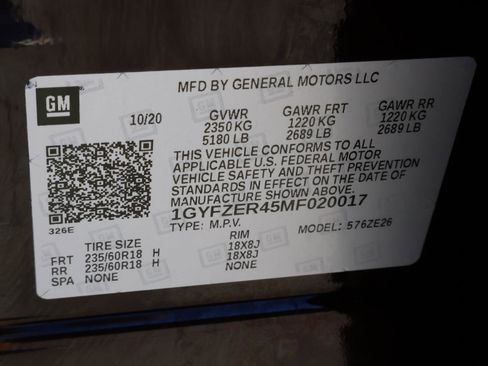 MFD BY GENERAL MOTORS LLC
GM
10/20 GVWR GAWR FRT GAWR RR
2350 KG 1220 KG 1220 KG
5180 LB 2689 LB 2689 LB
THIS VEHICLE CONFORMS TO ALL
APPLICABLE U.S. FEDERAL MOTOR
VEHICLE SAFETY AND THEFT PREVENTION
STANDARDS IN EFFECT ON THE DATE OF
MANUFACTURE SHOWN ABOVE.
1GYFZER45MF020017
326E TYPE: M.P.V. MODEL: 576ZE26
TIRE SIZE RIM
FRT 235/60R18 H 18X8J
RR 235/60R18 H 18X8J
SPA NONE NONE